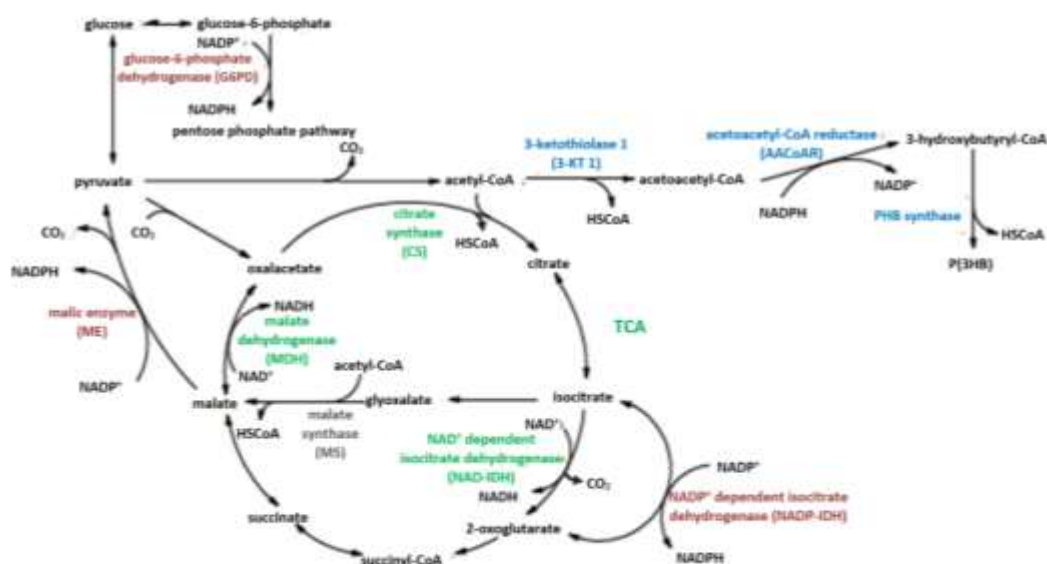 glucose
glucose-6-phosphate
NADP⁺
glucose-6-phosphate
dehydrogenase (G6PD)
NADPH
pentose phosphate pathway
CO₂
pyruvate
acetyl-CoA
3-ketothiolase 1
(3-KT 1)
HSCoA
acetoacetyl-CoA
acetoacetyl-CoA reductase
(AACoAR)
NADPH
NADP⁺
3-hydroxybutyryl-CoA
PHB synthase
HSCoA
P(3HB)
CO₂
CO₂
NADPH
malic enzyme
(ME)
NADP⁺
citrate
synthase
(CS)
HSCoA
oxalacetate
citrate
NADH
malate
dehydrogenase
(MDH)
NAD⁺
TCA
acetyl-CoA
malate
glyoxalate
isocitrate
HSCoA
malate
synthase
(MS)
NAD⁺
NAD⁺ dependent
isocitrate dehydrogenase
(NAD-IDH)
NADH
CO₂
NADP⁺
NADP⁺ dependent isocitrate
dehydrogenase (NADP-IDH)
NADPH
succinate
2-oxoglutarate
succinyl-CoA